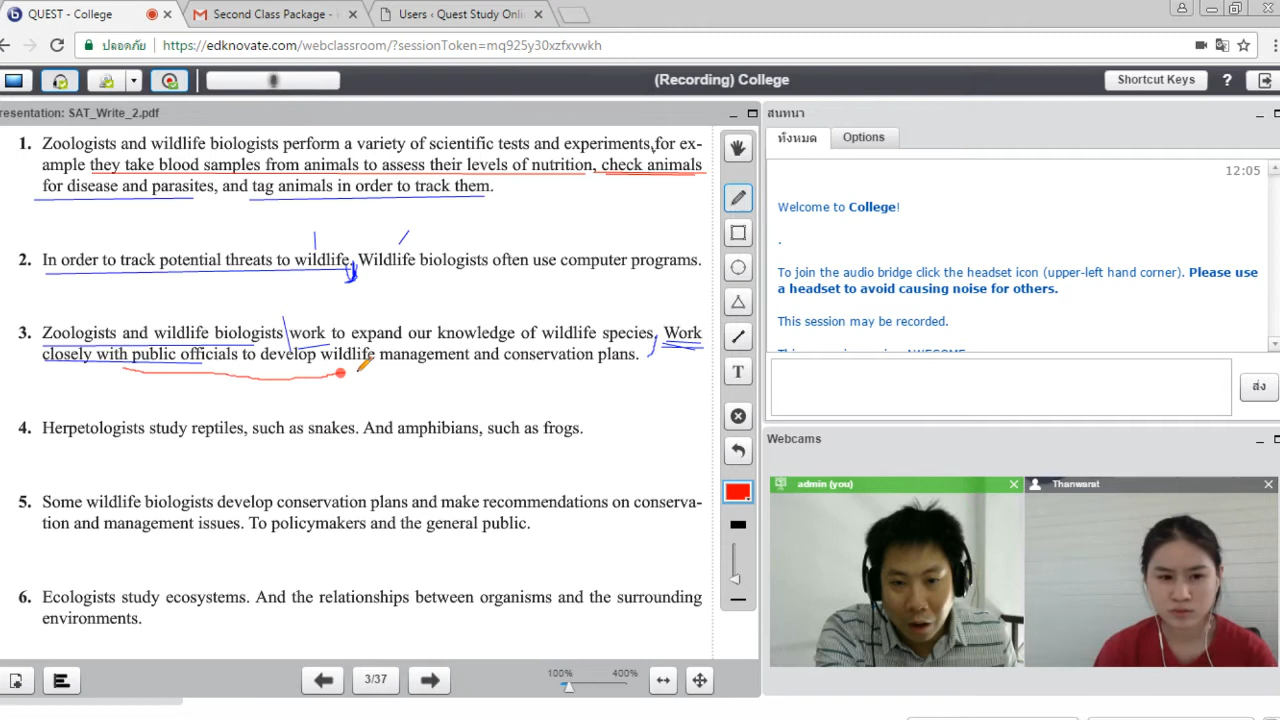 QUEST - College
Second Class Package -
Users ‹ Quest Study Onli
ปลอดภัย
https://edknovate.com/webclassroom/?sessionToken=mq925y30xzfxvwkh
(Recording) College
Shortcut Keys
?
resentation: SAT_Write_2.pdf
1. Zoologists and wildlife biologists perform a variety of scientific tests and experiments,for ex-
ample they take blood samples from animals to assess their levels of nutrition, check animals
for disease and parasites, and tag animals in order to track them.
2. In order to track potential threats to wildlife, Wildlife biologists often use computer programs.
3. Zoologists and wildlife biologists work to expand our knowledge of wildlife species, Work
closely with public officials to develop wildlife management and conservation plans.
4. Herpetologists study reptiles, such as snakes. And amphibians, such as frogs.
5. Some wildlife biologists develop conservation plans and make recommendations on conserva-
tion and management issues. To policymakers and the general public.
6. Ecologists study ecosystems. And the relationships between organisms and the surrounding
environments.
T
3/37
100%
400%
สนทนา
ทั้งหมด
Options
12:05
Welcome to College!
.
To join the audio bridge click the headset icon (upper-left hand corner). Please use
a headset to avoid causing noise for others.
This session may be recorded.
ส่ง
Webcams
admin (you)
Thanwarat